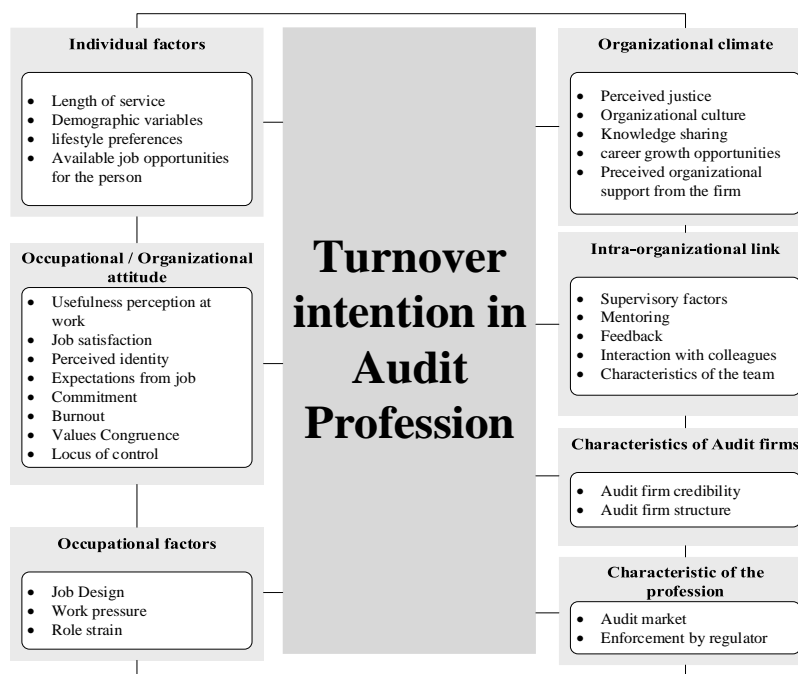 Individual factors
• Length of service
• Demographic variables
• lifestyle preferences
• Available job opportunities
for the person
Occupational / Organizational
attitude
• Usefulness perception at
work
• Job satisfaction
• Perceived identity
• Expectations from job
• Commitment
• Burnout
• Values Congruence
• Locus of control
Occupational factors
• Job Design
• Work pressure
• Role strain
Turnover
intention in
Audit
Profession
Organizational climate
• Perceived justice
• Organizational culture
• Knowledge sharing
• career growth opportunities
• Preceived organizational
support from the firm
Intra-organizational link
• Supervisory factors
• Mentoring
• Feedback
• Interaction with colleagues
• Characteristics of the team
Characteristics of Audit firms
• Audit firm credibility
• Audit firm structure
Characteristic of the
profession
• Audit market
• Enforcement by regulator